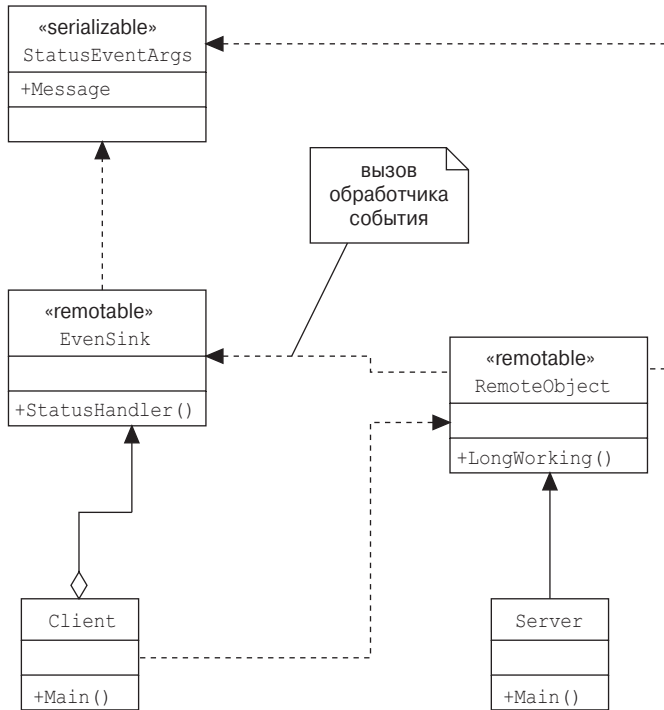 «serializable»
StatusEventArgs
+Message
вызов
обработчика
события
«remotable»
EvenSink
+StatusHandler()
«remotable»
RemoteObject
+LongWorking()
Client
+Main()
Server
+Main()